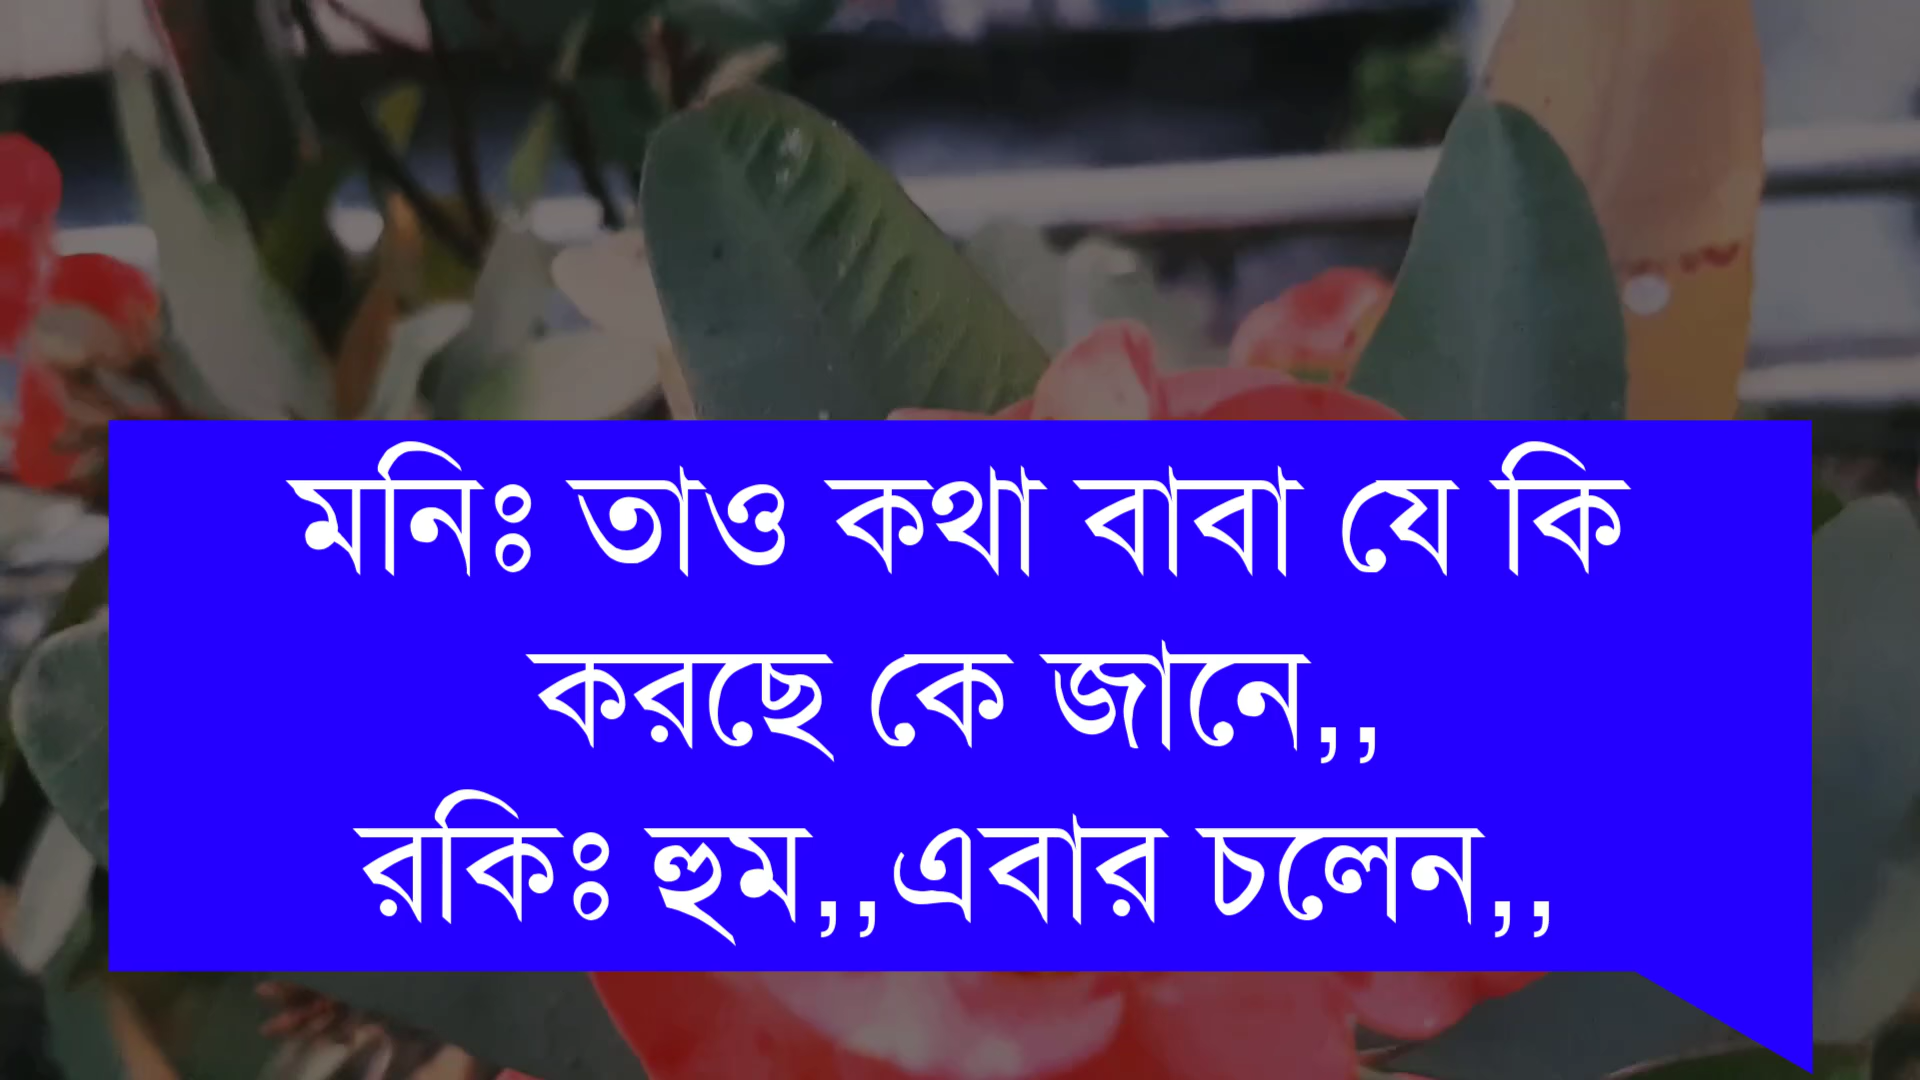 মনিঃ তাও কথা বাবা যে কি
করছে কে জানে,,
রকিঃ হুম,,এবার চলেন,,